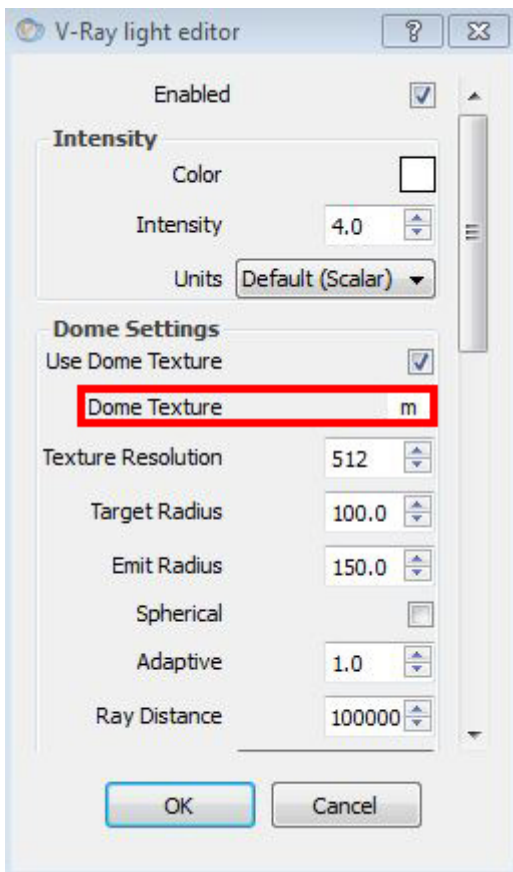 V-Ray light editor
Enabled
Intensity
Color
Intensity 4.0
Units Default (Scalar)
Dome Settings
Use Dome Texture
Dome Texture m
Texture Resolution 512
Target Radius 100.0
Emit Radius 150.0
Spherical
Adaptive 1.0
Ray Distance 100000
OK Cancel